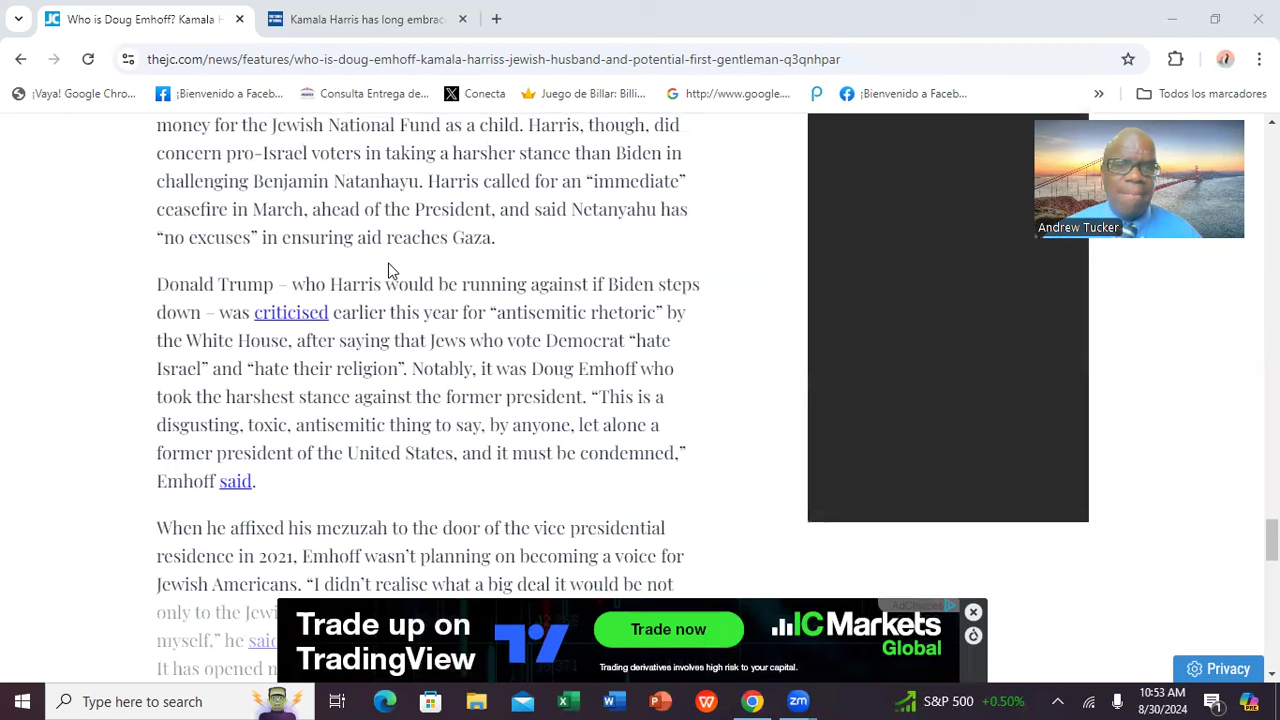 Who is Doug Emhoff? Kamala H
Kamala Harris has long embrac
thejc.com/news/features/who-is-doug-emhoff-kamala-harriss-jewish-husband-and-potential-first-gentleman-q3qnhpar
¡Vaya! Google Chro...
¡Bienvenido a Faceb...
Consulta Entrega de...
Conecta
Juego de Billar: Billi...
http://www.google....
¡Bienvenido a Faceb...
Todos los marcadores
money for the Jewish National Fund as a child. Harris, though, did
concern pro-Israel voters in taking a harsher stance than Biden in
challenging Benjamin Natanhayu. Harris called for an “immediate”
ceasefire in March, ahead of the President, and said Netanyahu has
“no excuses” in ensuring aid reaches Gaza.
Donald Trump – who Harris would be running against if Biden steps
down – was criticised earlier this year for “antisemitic rhetoric” by
the White House, after saying that Jews who vote Democrat “hate
Israel” and “hate their religion”. Notably, it was Doug Emhoff who
took the harshest stance against the former president. “This is a
disgusting, toxic, antisemitic thing to say, by anyone, let alone a
former president of the United States, and it must be condemned,”
Emhoff said.
When he affixed his mezuzah to the door of the vice presidential
residence in 2021, Emhoff wasn’t planning on becoming a voice for
Jewish Americans. “I didn’t realise what a big deal it would be not
only to the Jewi
myself,” he said
It has opened m
Andrew Tucker
AdChoices
Trade up on
TradingView
Trade now
ICMarkets
Global
Trading derivatives involves high risk to your capital.
Privacy
Type here to search
S&P 500 +0.50%
10:53 AM
8/30/2024